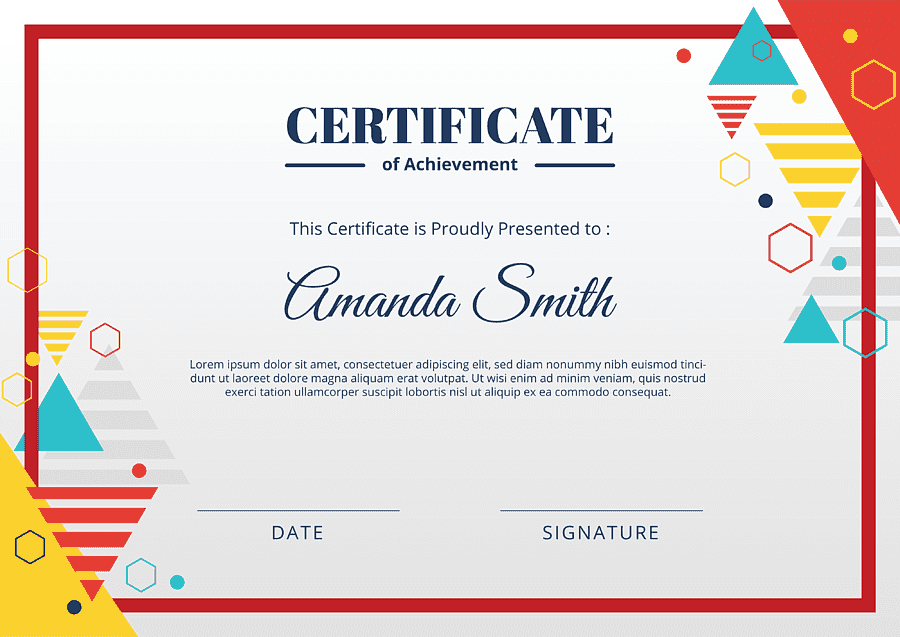 CERTIFICATE
of Achievement
This Certificate is Proudly Presented to :
Amanda Smith
Lorem ipsum dolor sit amet, consectetuer adipiscing elit, sed diam nonummy nibh euismod tinci-
dunt ut laoreet dolore magna aliquam erat volutpat. Ut wisi enim ad minim veniam, quis nostrud
exerci tation ullamcorper suscipit lobortis nisl ut aliquip ex ea commodo consequat.
DATE SIGNATURE